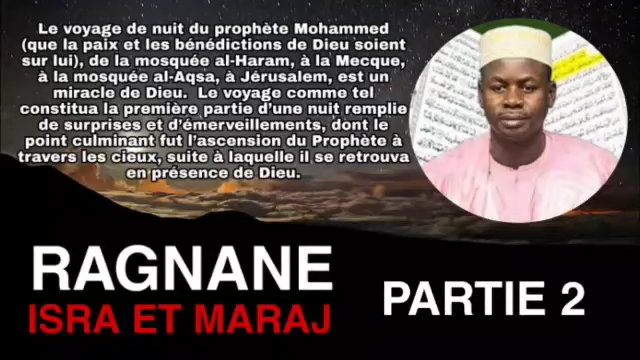 Le voyage de nuit du prophète Mohammed
(que la paix et les bénédictions de Dieu soient
sur lui), de la mosquée al-Haram, à la Mecque,
à la mosquée al-Aqsa, à Jérusalem, est un
miracle de Dieu. Le voyage comme tel
constitua la première partie d'une nuit remplie
de surprises et d'émerveillements, dont le
point culminant fut l'ascension du Prophète à
travers les cieux, suite à laquelle il se retrouva
en présence de Dieu.
RAGNANE
ISRA ET MARAJ
PARTIE 2